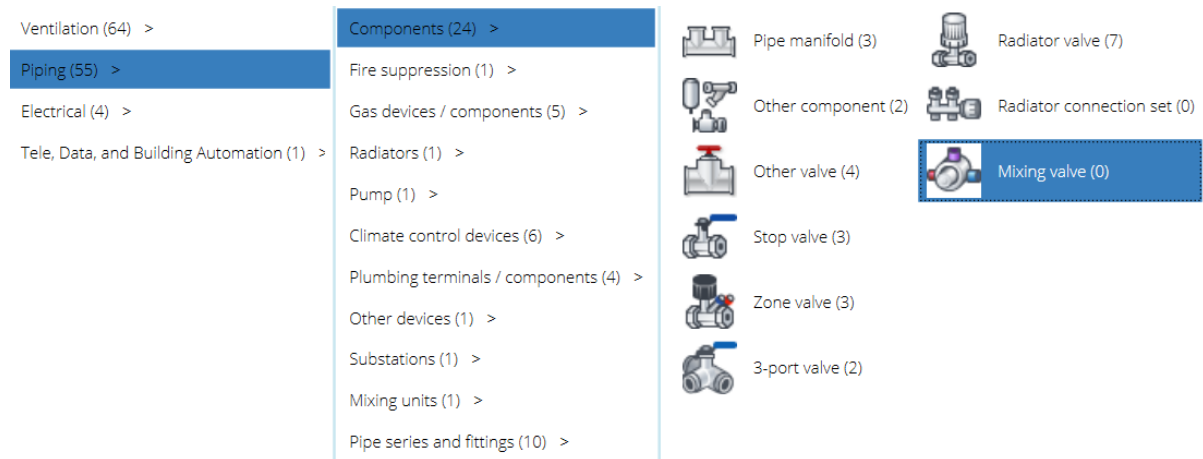 Ventilation (64) >
Piping (55) >
Electrical (4) >
Tele, Data, and Building Automation (1) >
Components (24) >
Fire suppression (1) >
Gas devices / components (5) >
Radiators (1) >
Pump (1) >
Climate control devices (6) >
Plumbing terminals / components (4) >
Other devices (1) >
Substations (1) >
Mixing units (1) >
Pipe series and fittings (10) >
Pipe manifold (3)
Other component (2)
Other valve (4)
Stop valve (3)
Zone valve (3)
3-port valve (2)
Radiator valve (7)
Radiator connection set (0)
Mixing valve (0)